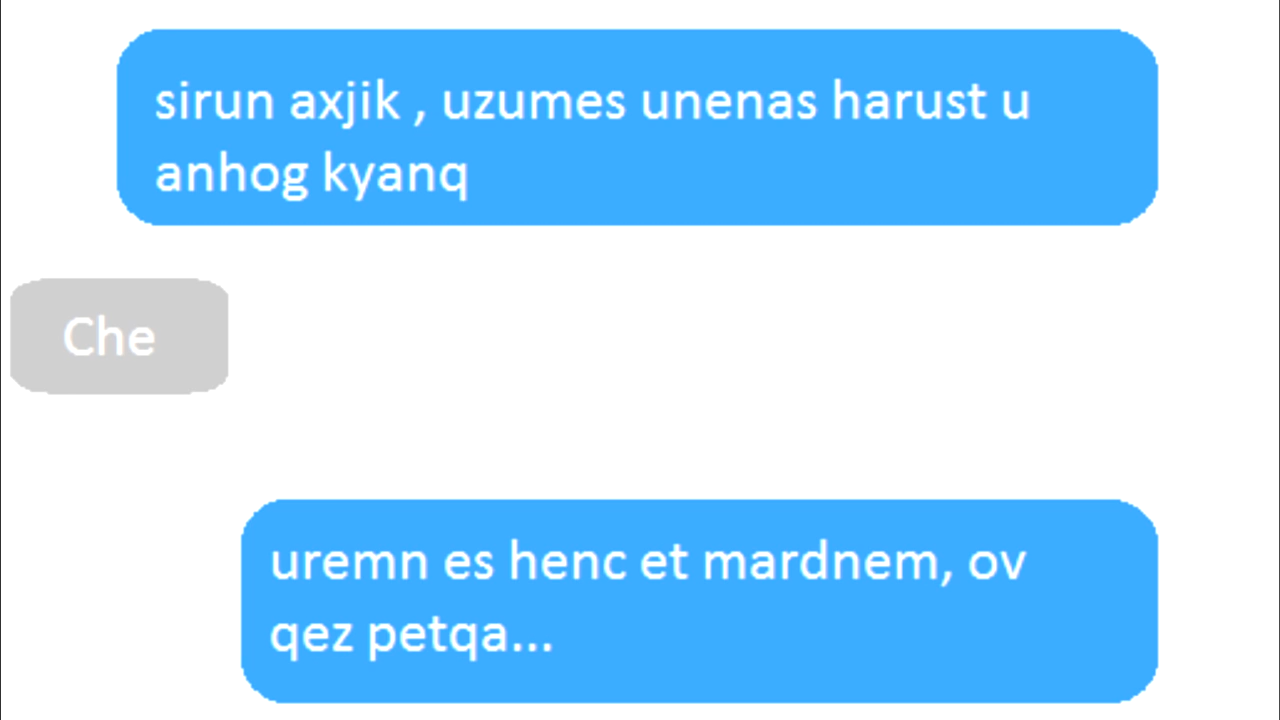 sirun axjik , uzumes unenas harust u
anhog kyanq
Che
uremn es henc et mardnem, ov
qez petqa...